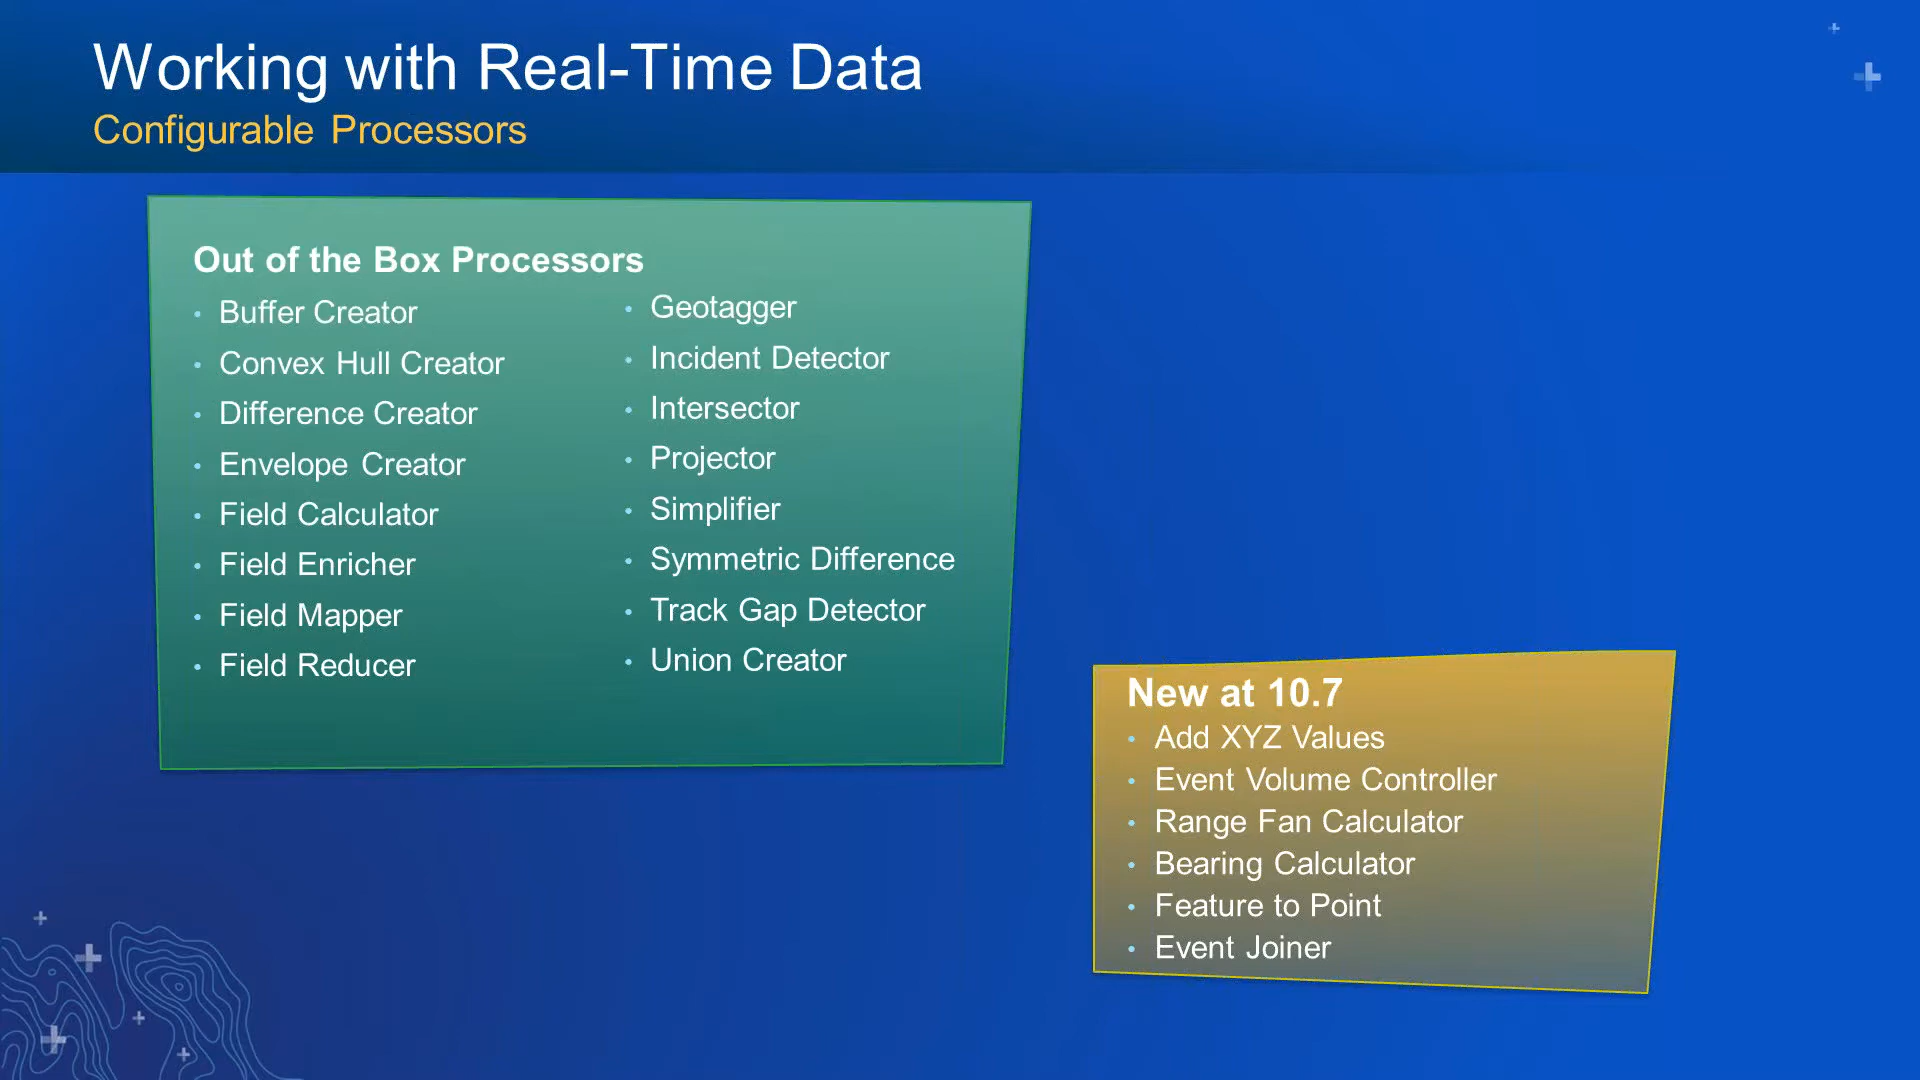 Working with Real-Time Data
Configurable Processors
Out of the Box Processors
• Buffer Creator
• Convex Hull Creator
• Difference Creator
• Envelope Creator
• Field Calculator
• Field Enricher
• Field Mapper
• Field Reducer
• Geotagger
• Incident Detector
• Intersector
• Projector
• Simplifier
• Symmetric Difference
• Track Gap Detector
• Union Creator
New at 10.7
• Add XYZ Values
• Event Volume Controller
• Range Fan Calculator
• Bearing Calculator
• Feature to Point
• Event Joiner